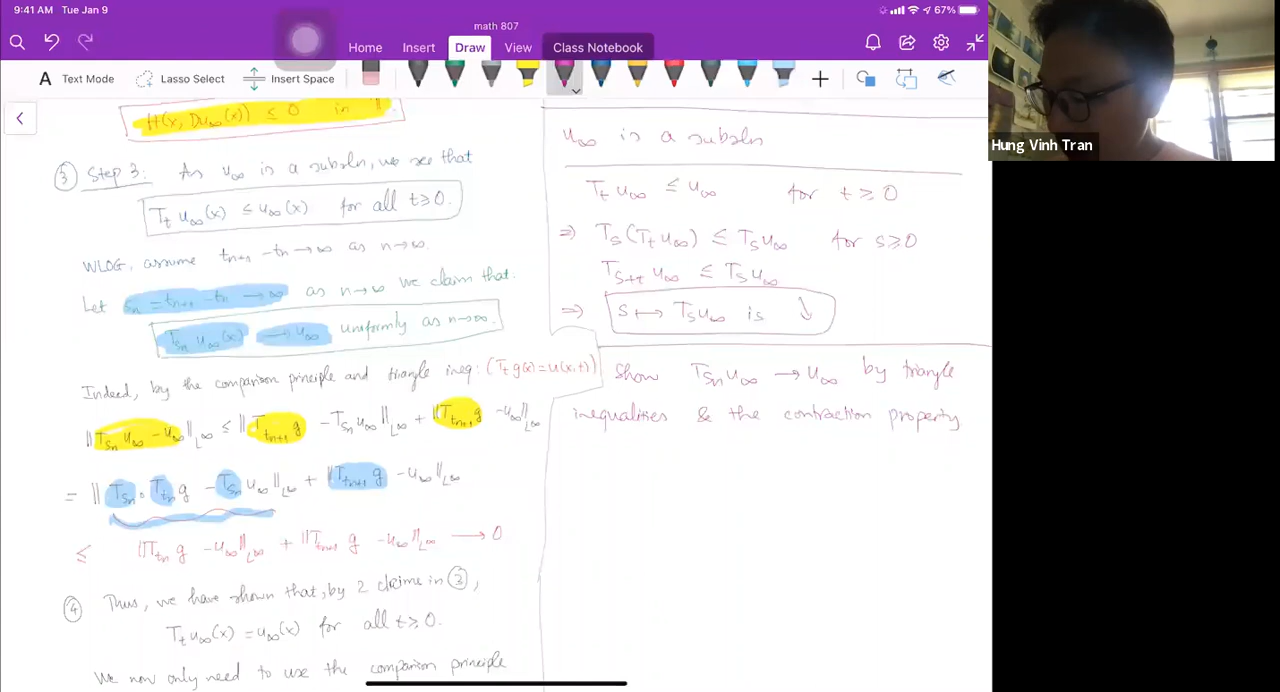 9:41 AM Tue Jan 9
67%
math 807
Home Insert Draw View Class Notebook
A Text Mode Lasso Select Insert Space
Hung Vinh Tran
H(x, Du∞(x)) ≤ 0 in
③ Step 3: As u∞ is a subsln, we see that
T_t u∞(x) ≤ u∞(x) for all t ≥ 0.
WLOG, assume t_{n+1} - t_n → ∞ as n → ∞.
Let s_n = t_{n+1} - t_n → ∞ as n → ∞ we claim that:
T_{s_n} u∞(x) → u∞ uniformly as n → ∞.
Indeed, by the comparison principle and triangle ineq: (T_t g(x) = u(x,t))
||T_{s_n} u∞ - u∞||_{L^∞} ≤ ||T_{t_{n+1}} g - T_{s_n} u∞||_{L^∞} + ||T_{t_{n+1}} g - u∞||_{L^∞}
= ||T_{s_n} ∘ T_{t_n} g - T_{s_n} u∞||_{L^∞} + ||T_{t_{n+1}} g - u∞||_{L^∞}
≤ ||T_{t_n} g - u∞||_{L^∞} + ||T_{t_{n+1}} g - u∞||_{L^∞} → 0
④ Thus, we have shown that, by 2 claims in ③,
T_t u∞(x) = u∞(x) for all t ≥ 0.
We now only need to use the comparison principle
u∞ is a subsln
T_t u∞ ≤ u∞ for t ≥ 0
⇒ T_s(T_t u∞) ≤ T_s u∞ for s ≥ 0
T_{s+t} u∞ ≤ T_s u∞
⇒ s ↦ T_s u∞ is ↓
Show T_{s_n} u∞ → u∞ by triangle
inequalities & the contraction property